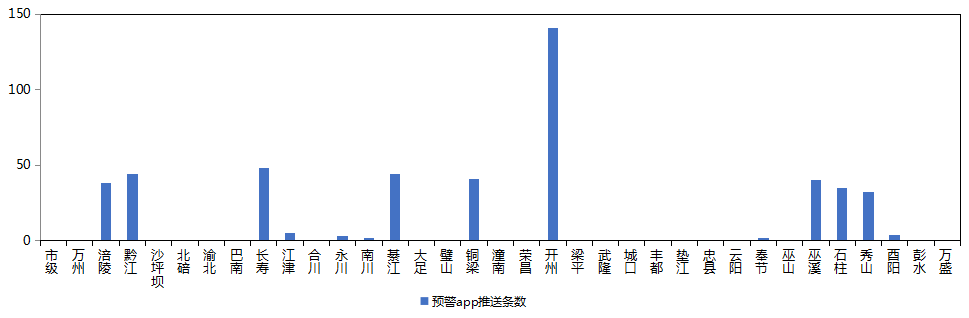 150
100
50
0
市级 万州 涪陵 黔江 沙坪坝 北碚 渝北 巴南 长寿 江津 合川 永川 南川 綦江 大足 璧山 铜梁 潼南 荣昌 开州 梁平 武隆 城口 丰都 垫江 忠县 云阳 奉节 巫山 巫溪 石柱 秀山 酉阳 彭水 万盛
预警app推送条数